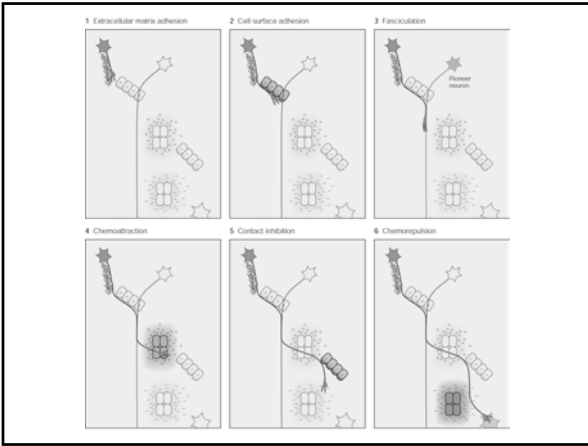 1 Extracellular matrix adhesion
2 Cell surface adhesion
3 Fasciculation
Pioneer
neuron
4 Chemoattraction
5 Contact inhibition
6 Chemorepulsion